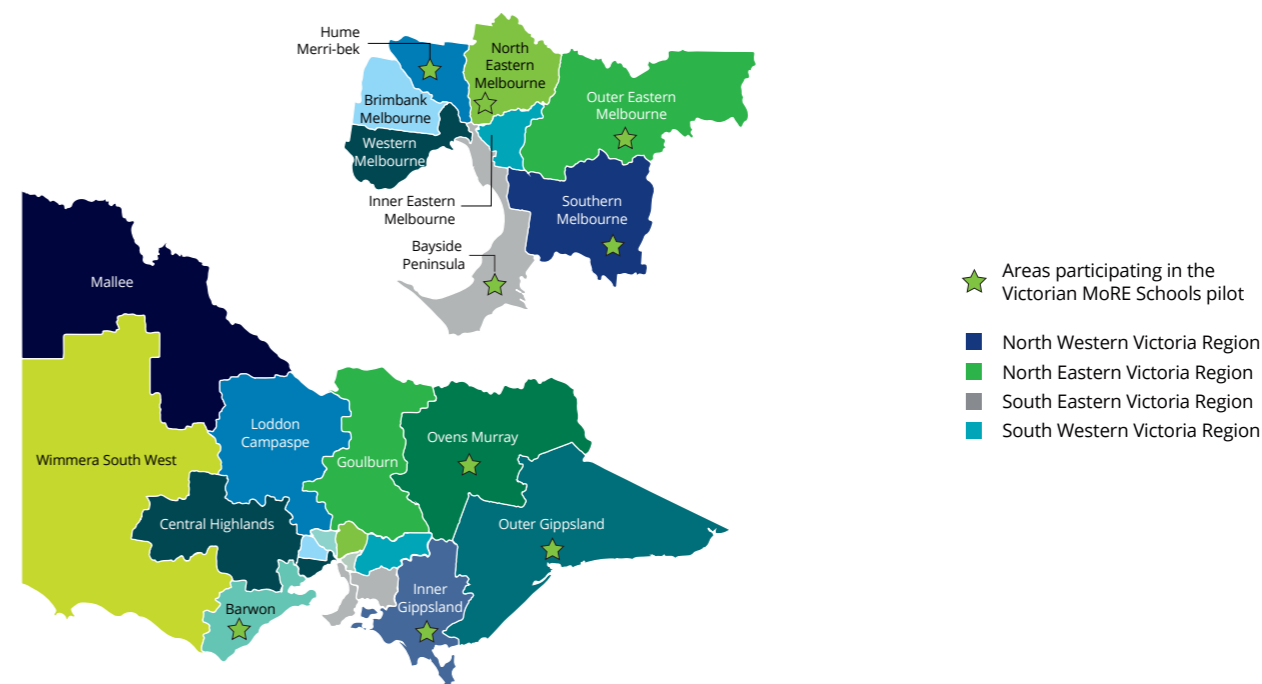 Hume
Merri-bek
North
Eastern
Melbourne
Brimbank
Melbourne
Outer Eastern
Melbourne
Western
Melbourne
Inner Eastern
Melbourne
Southern
Melbourne
Bayside
Peninsula
Mallee
Loddon
Campaspe
Ovens Murray
Wimmera South West
Goulburn
Central Highlands
Outer Gippsland
Inner
Gippsland
Barwon
Areas participating in the
Victorian MoRE Schools pilot
North Western Victoria Region
North Eastern Victoria Region
South Eastern Victoria Region
South Western Victoria Region